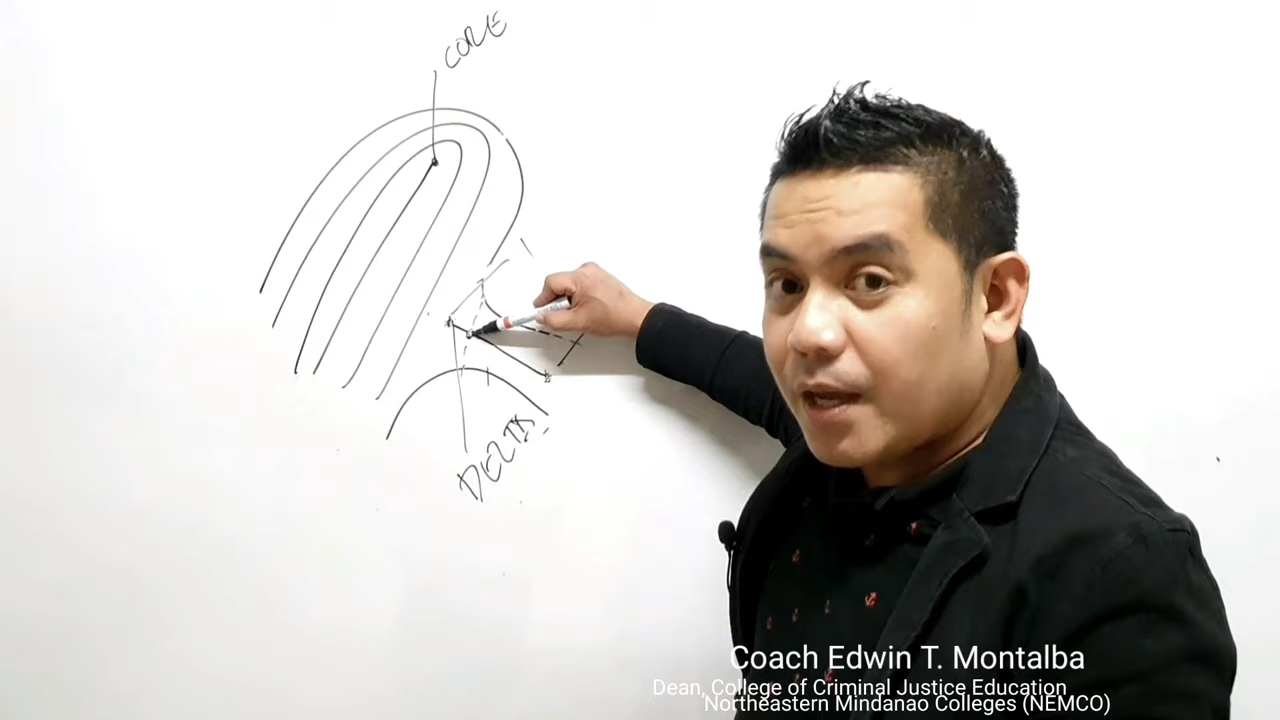 CORE
DELTA
Coach Edwin T. Montalba
Dean, College of Criminal Justice Education
Northeastern Mindanao Colleges (NEMCO)